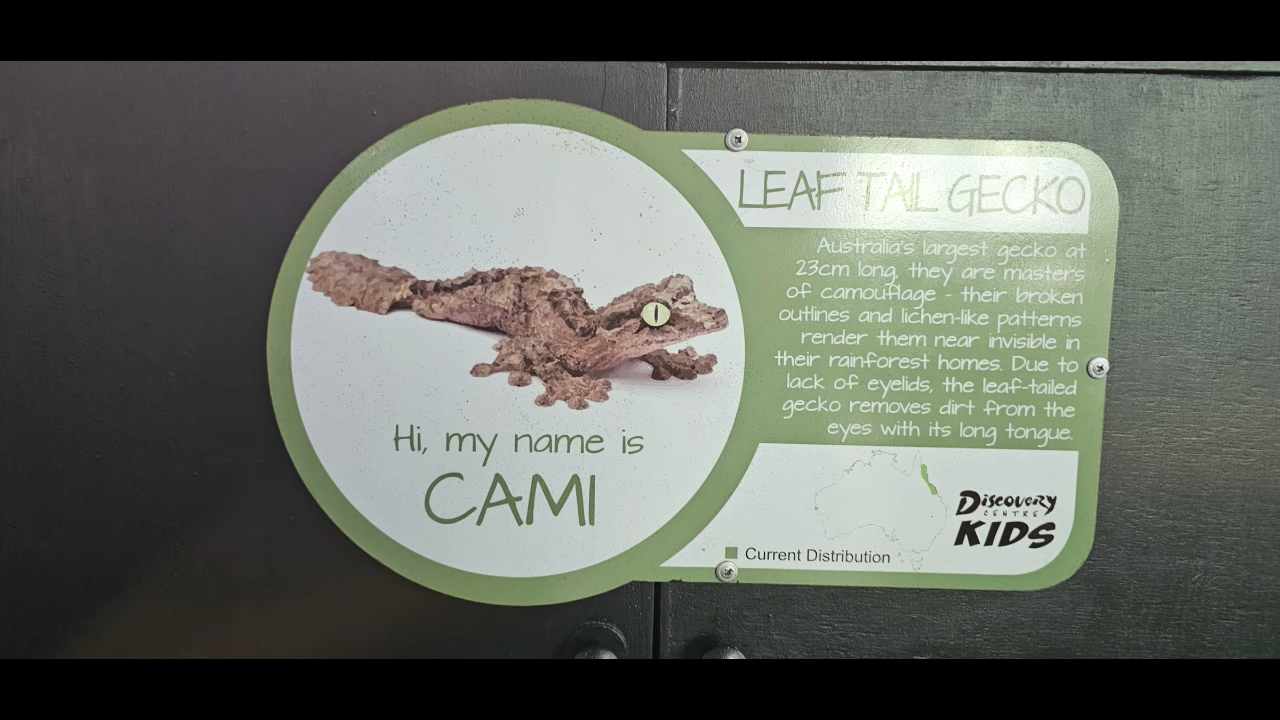 Hi, my name is
CAMI
LEAF TAIL GECKO
Australia's largest gecko at
23cm long, they are masters
of camouflage - their broken
outlines and lichen-like patterns
render them near invisible in
their rainforest homes. Due to
lack of eyelids, the leaf-tailed
gecko removes dirt from the
eyes with its long tongue.
Current Distribution
Discovery
CENTRE
KIDS